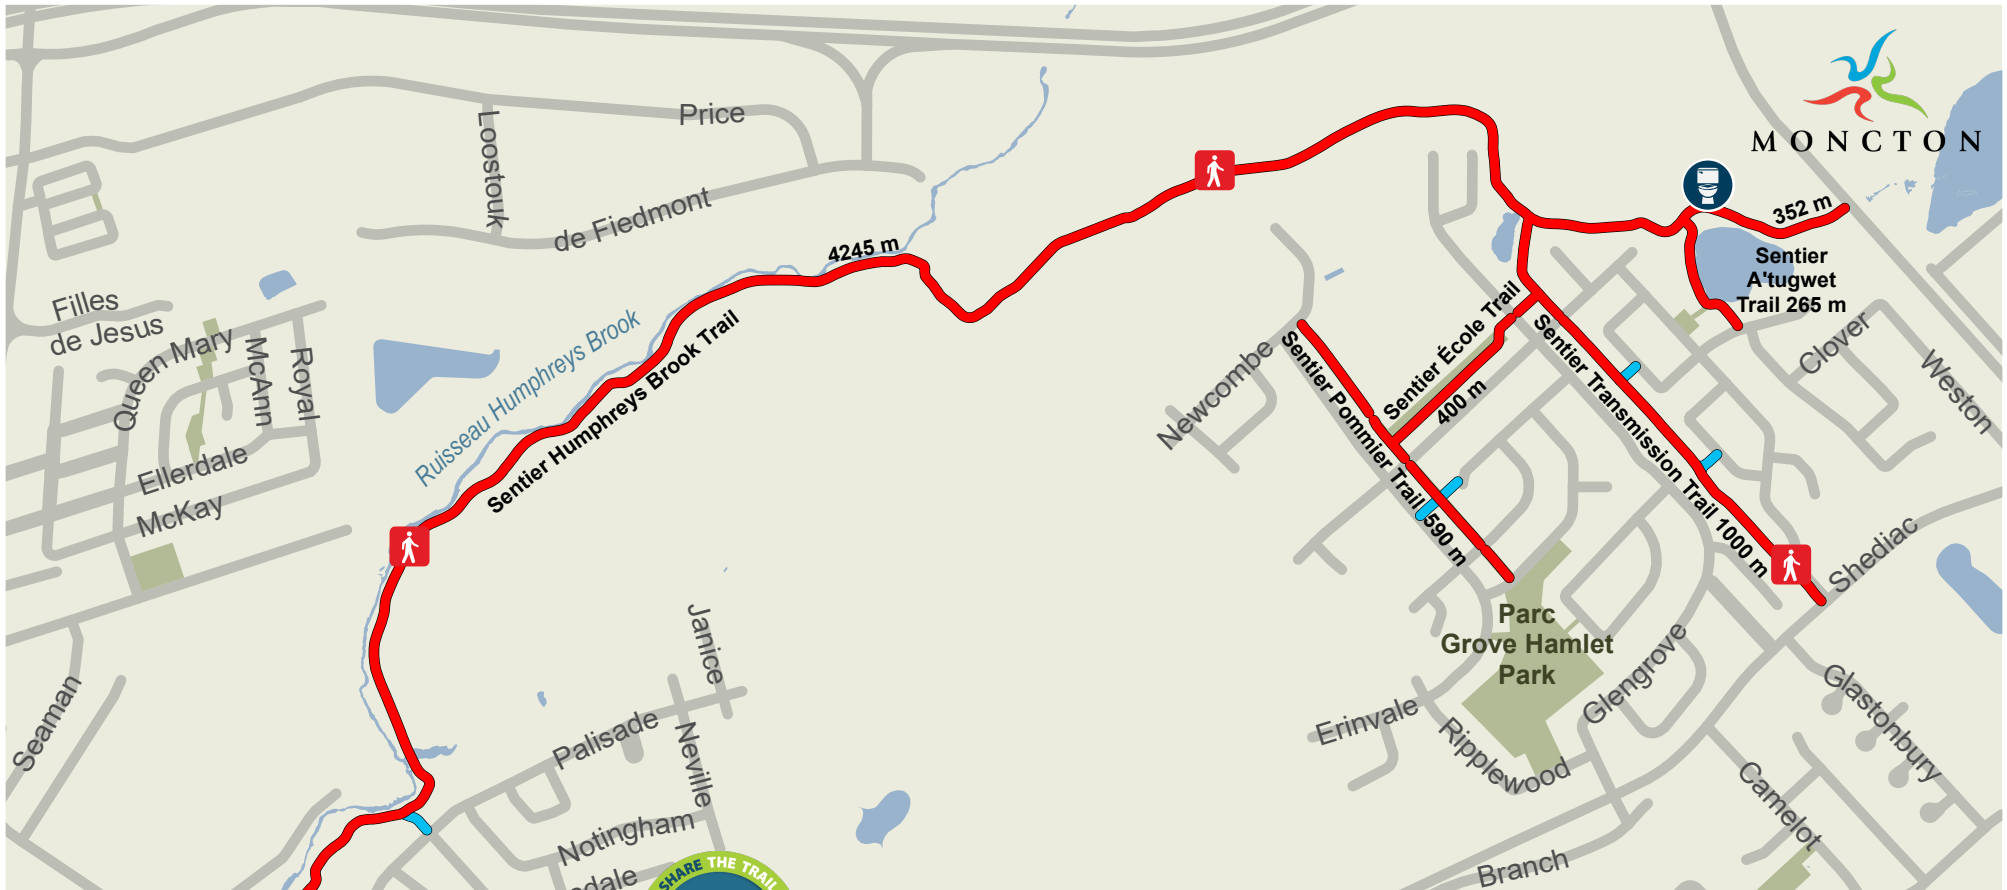 MONCTON
Price
Loostouk
de Fiedmont
4245 m
352 m
Sentier
A'tugwet
Trail 265 m
Filles
de Jesus
Queen Mary
McAnn
Royal
Ellerdale
McKay
Ruisseau Humphreys Brook
Sentier Humphreys Brook Trail
Newcombe
Sentier Pommier Trail 590 m
Sentier École Trail
400 m
Sentier Transmission Trail 1000 m
Clover
Weston
Shediac
Parc
Grove Hamlet
Park
Glengrove
Glastonbury
Erinvale
Ripplewood
Camelot
Branch
Seaman
Janice
Palisade
Neville
Notingham
SHARE THE TRAIL